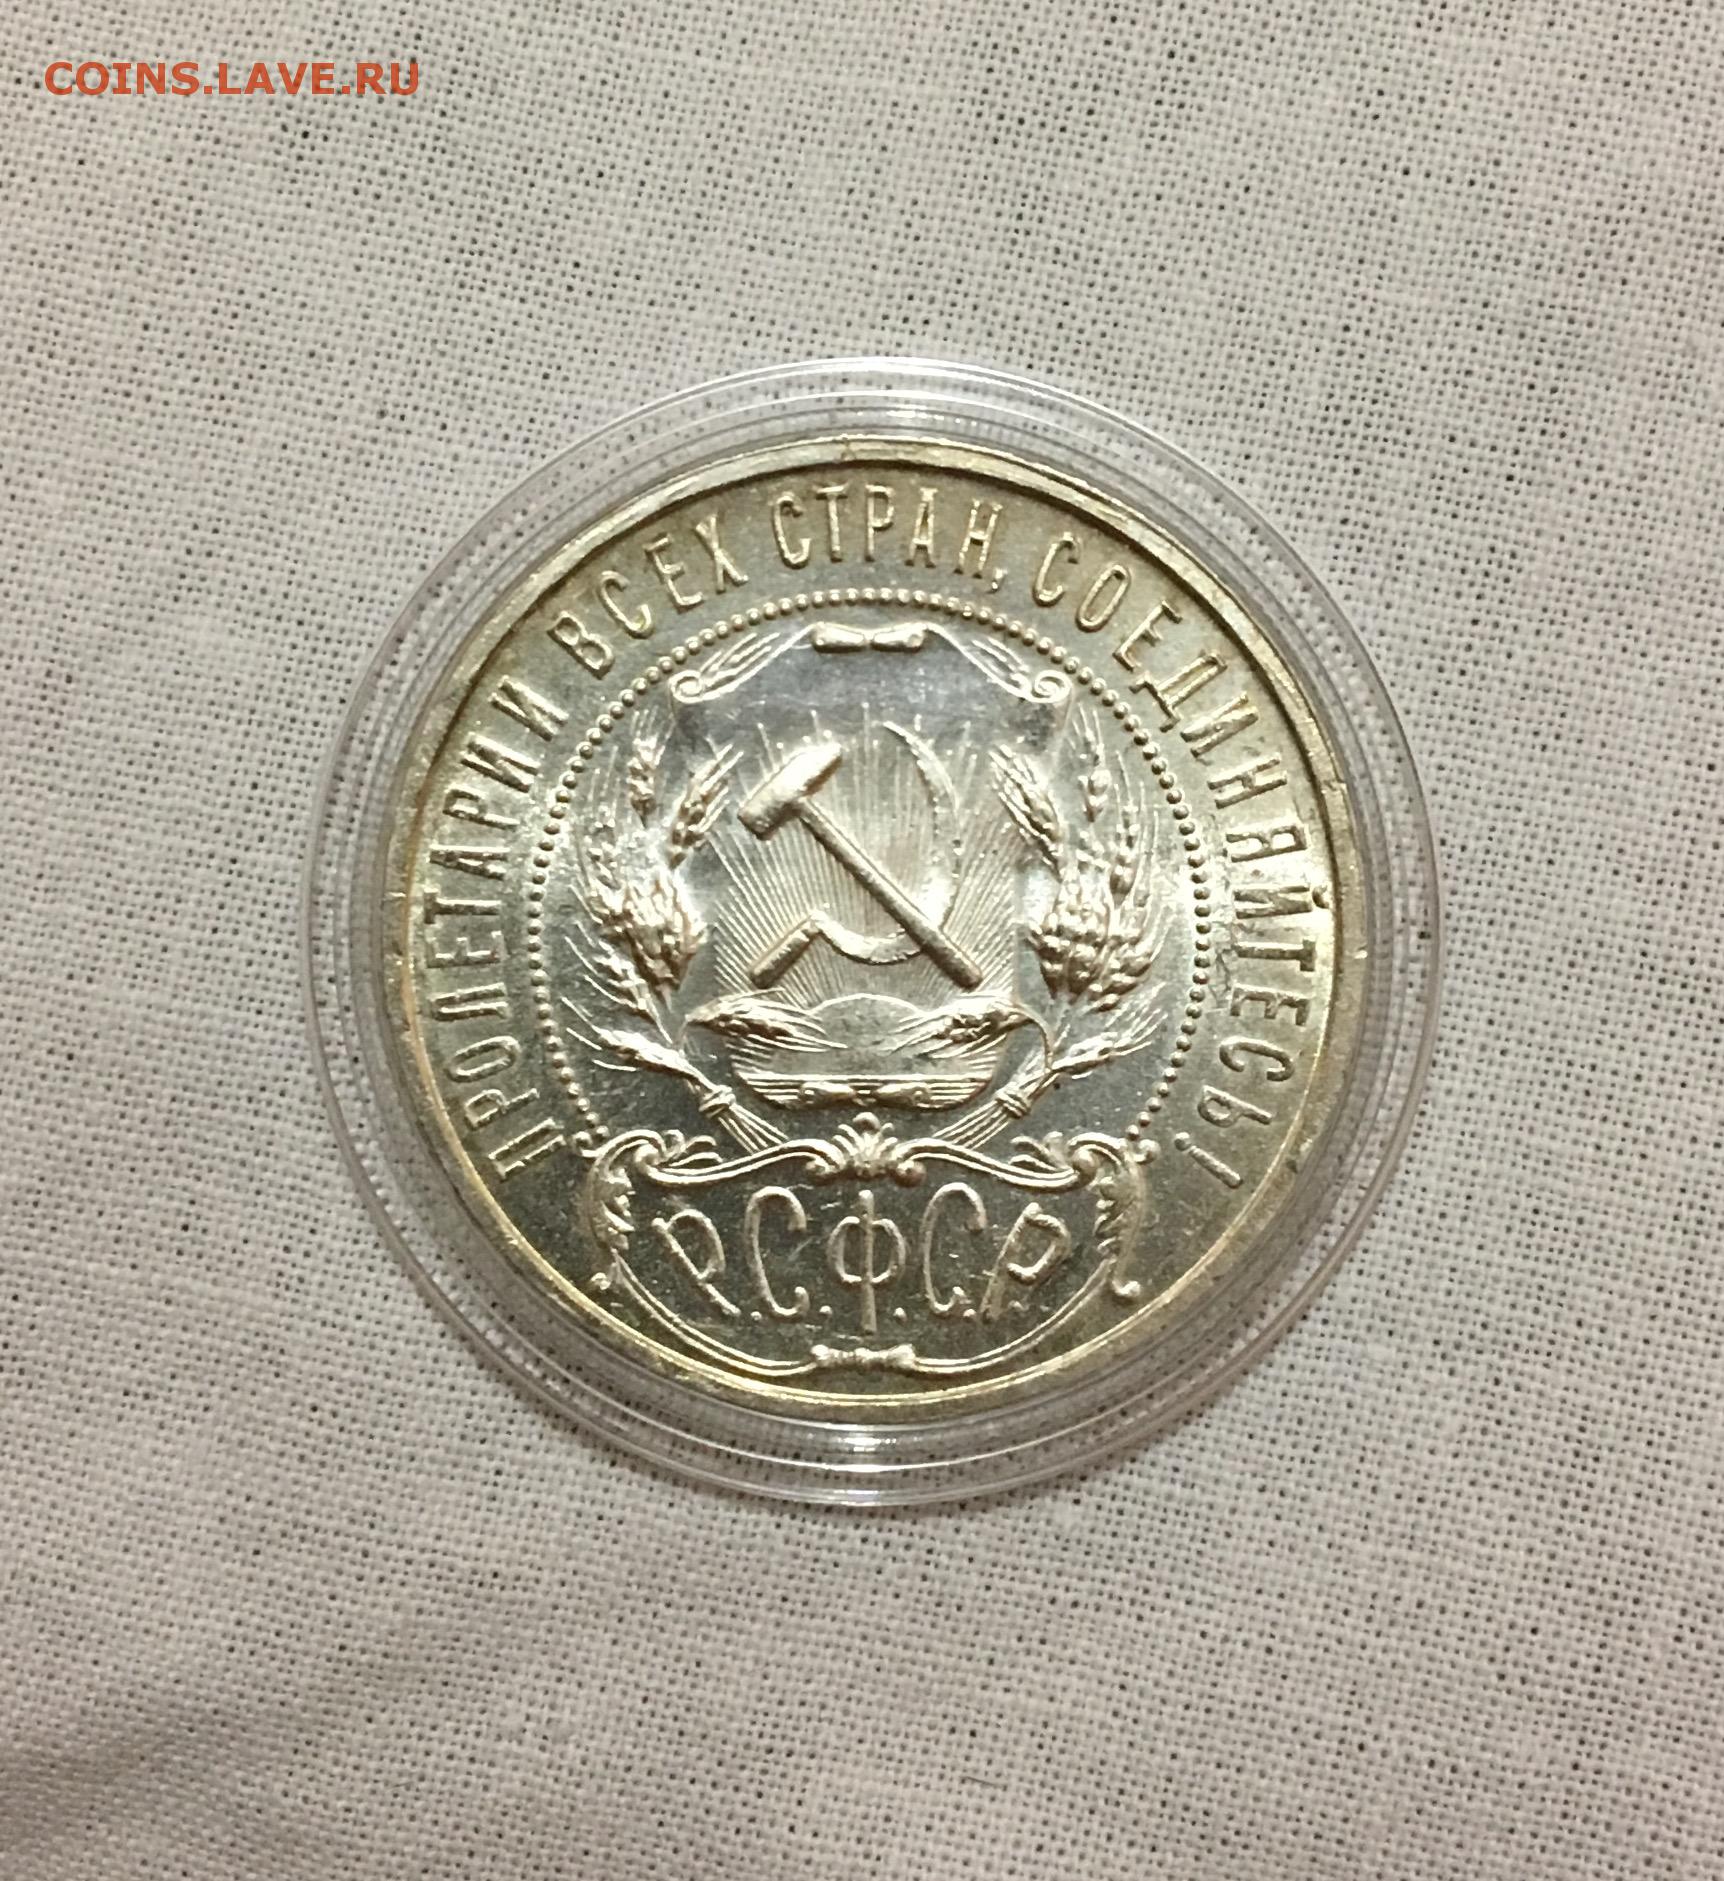 COINS.LAVE.RU
ПРОЛЕТАРИИ ВСЕХ СТРАН, СОЕДИНЯЙТЕСЬ!
Р.С.Ф.С.Р.